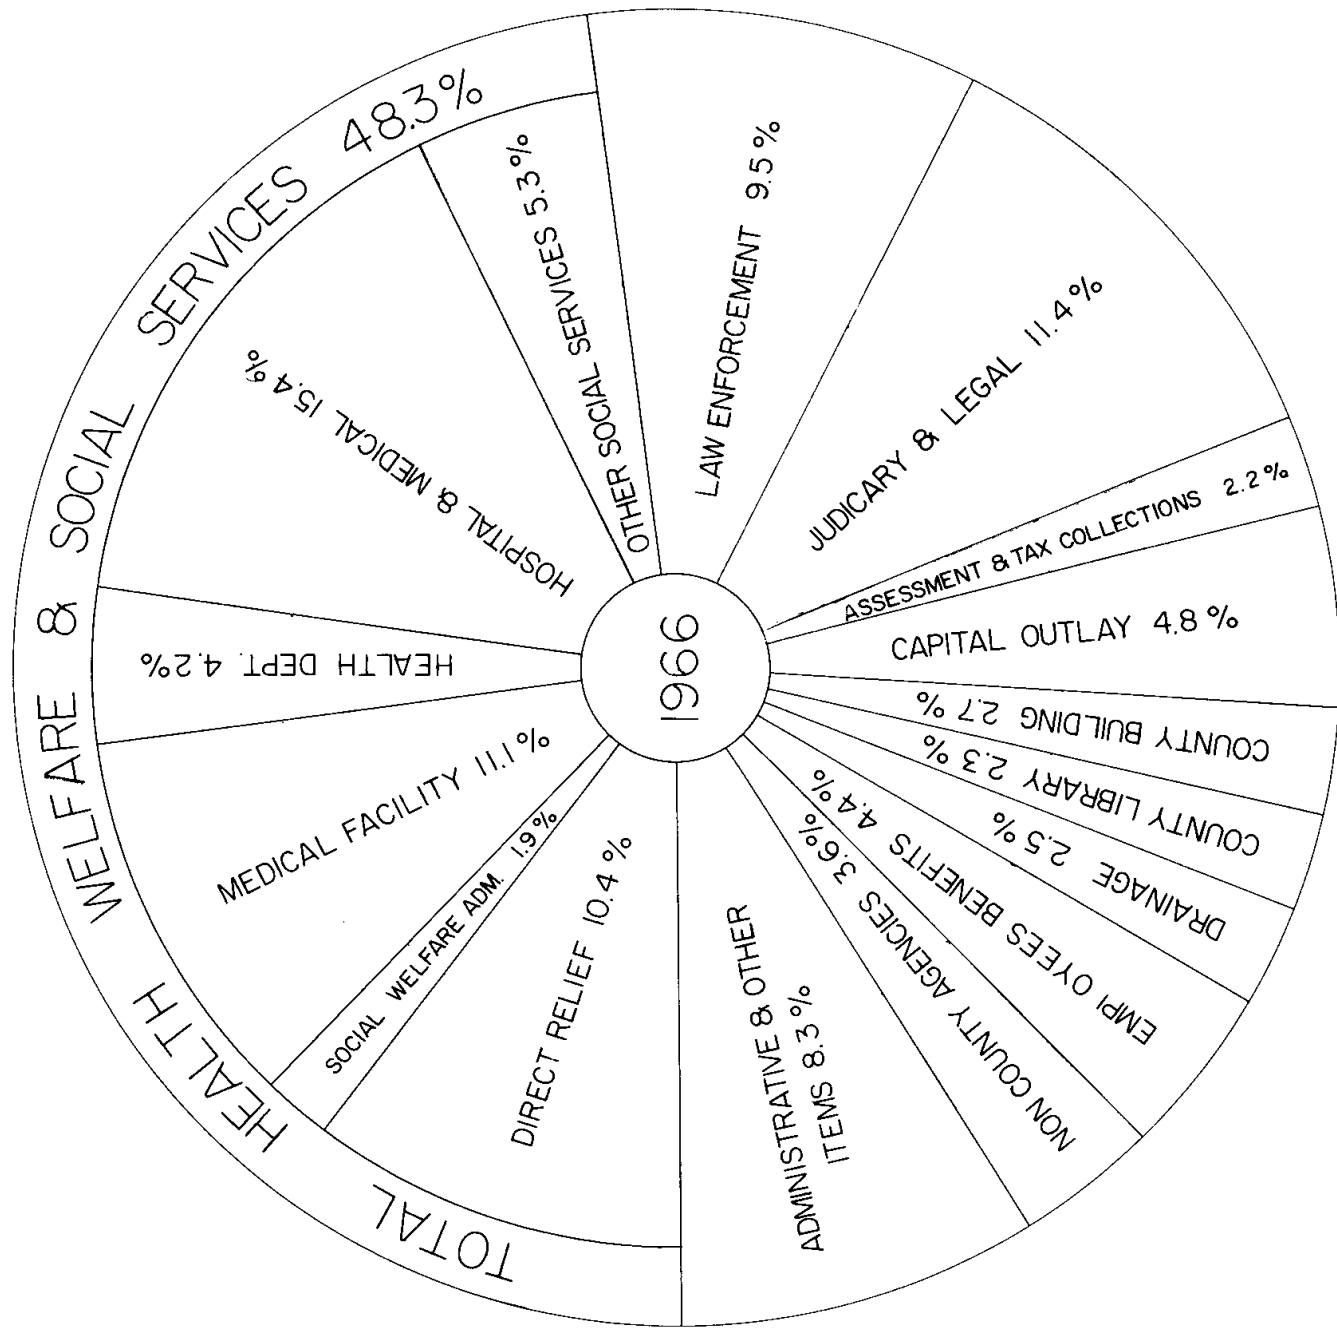 TOTAL HEALTH WELFARE & SOCIAL SERVICES 48.3%
OTHER SOCIAL SERVICES 5.3%
HOSPITAL & MEDICAL 15.4%
HEALTH DEPT. 4.2%
MEDICAL FACILITY 11.1%
SOCIAL WELFARE ADM. 1.9%
DIRECT RELIEF 10.4%
1966
LAW ENFORCEMENT 9.5%
JUDICARY & LEGAL 11.4%
ASSESSMENT & TAX COLLECTIONS 2.2%
CAPITAL OUTLAY 4.8%
COUNTY BUILDING 2.7%
COUNTY LIBRARY 2.3%
DRAINAGE 2.5%
EMPI OYEES BENEFITS 4.4%
NON COUNTY AGENCIES 3.6%
ADMINISTRATIVE & OTHER
ITEMS 8.3%